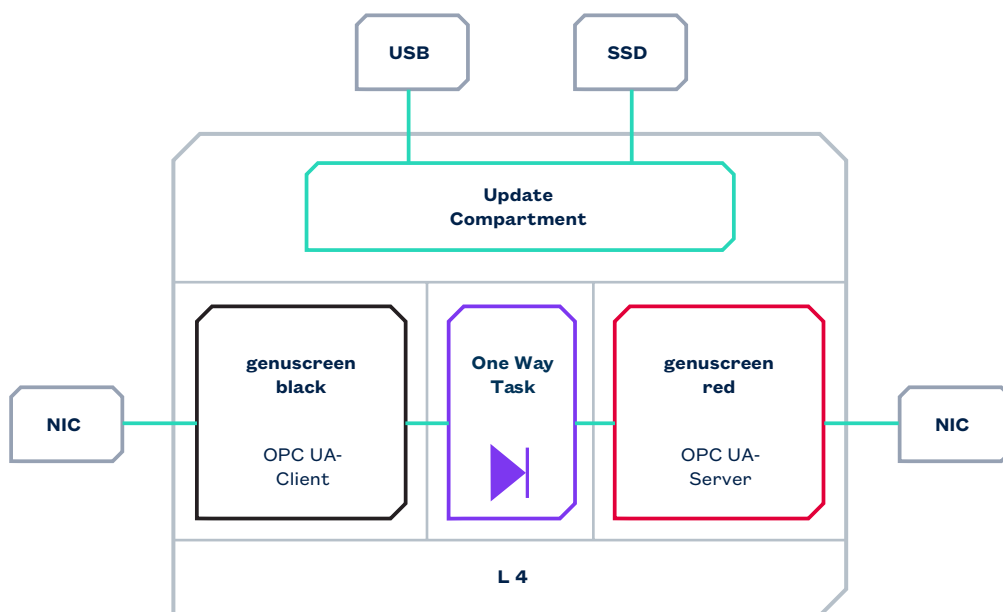 USB
SSD
Update
Compartment
genuscreen
black
One Way
Task
genuscreen
red
NIC
NIC
OPC UA-
Client
OPC UA-
Server
L 4